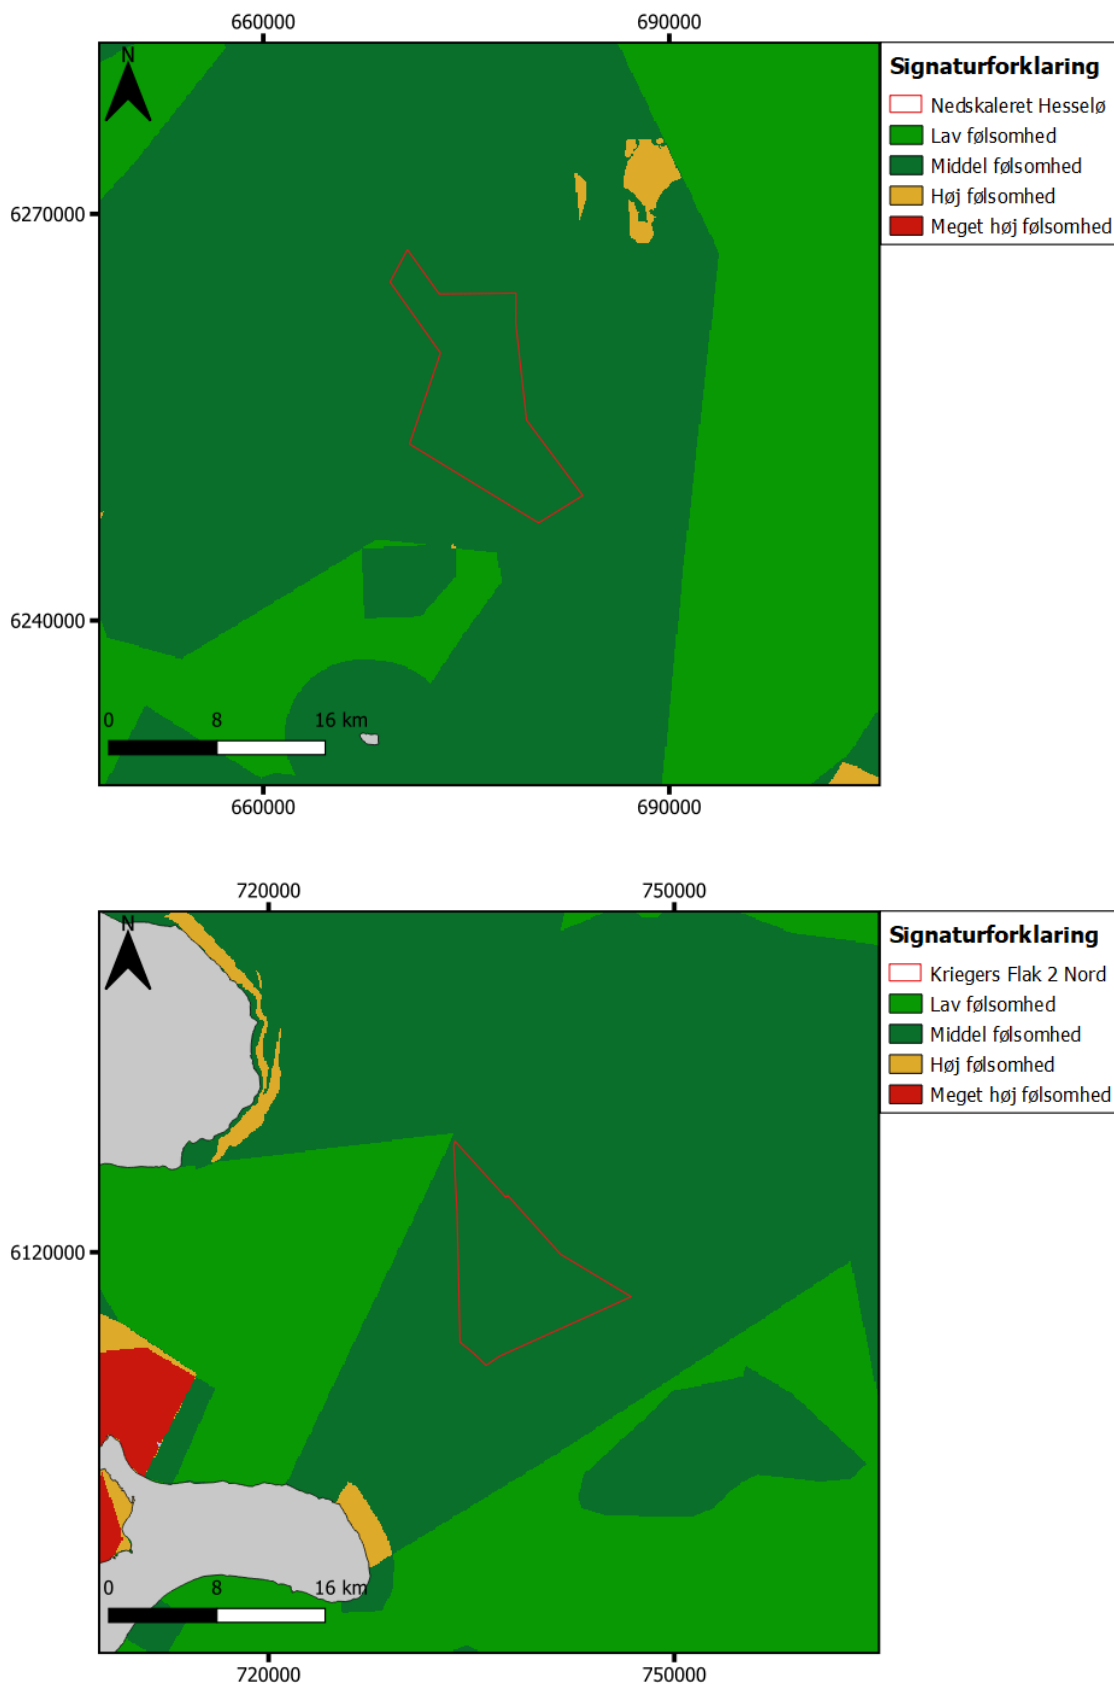 660000 690000
N
Signaturforklaring
Nedskaleret Hesselø
Lav følsomhed
Middel følsomhed
Høj følsomhed
Meget høj følsomhed
6270000
6240000
0 8 16 km
660000 690000
720000 750000
N
Signaturforklaring
Kriegers Flak 2 Nord
Lav følsomhed
Middel følsomhed
Høj følsomhed
Meget høj følsomhed
6120000
0 8 16 km
720000 750000